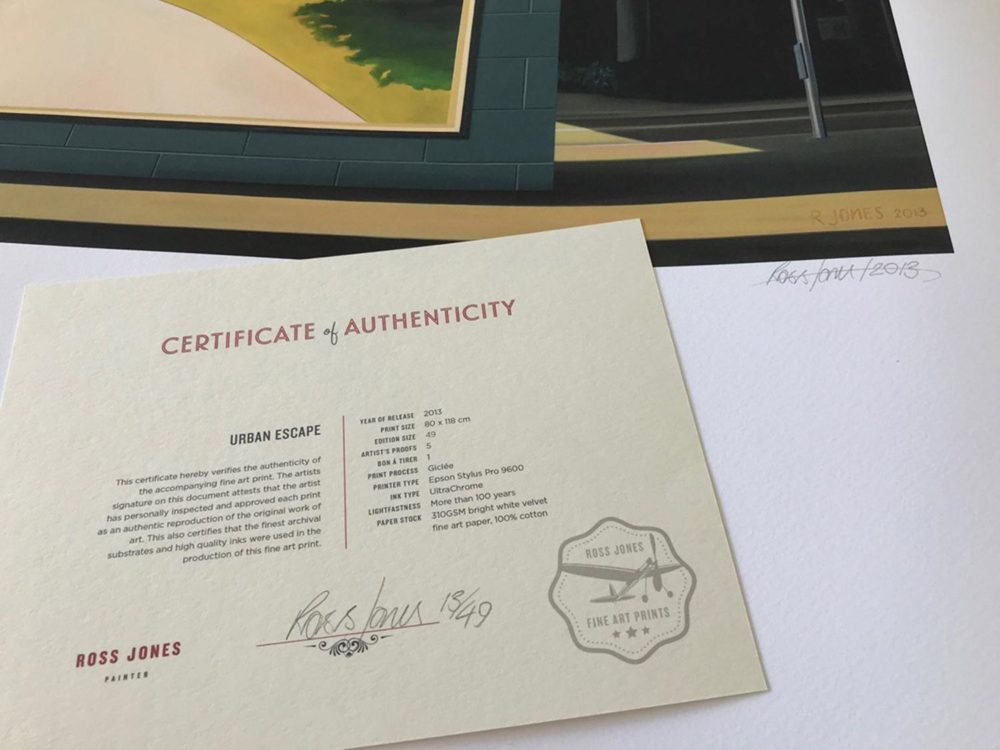 R JONES 2013
Ross Jones / 2013
CERTIFICATE of AUTHENTICITY
URBAN ESCAPE
This certificate hereby verifies the authenticity of
the accompanying fine art print. The artists
signature on this document attests that the artist
has personally inspected and approved each print
as an authentic reproduction of the original work of
art. This also certifies that the finest archival
substrates and high quality inks were used in the
production of this fine art print.
YEAR OF RELEASE 2013
PRINT SIZE 80 x 118 cm
EDITION SIZE 49
ARTIST'S PROOFS 5
BON À TIRER 1
PRINT PROCESS Giclée
PRINTER TYPE Epson Stylus Pro 9600
INK TYPE UltraChrome
LIGHTFASTNESS More than 100 years
PAPER STOCK 310GSM bright white velvet
fine art paper, 100% cotton
ROSS JONES
FINE ART PRINTS
Ross Jones 13/49
ROSS JONES
PAINTER